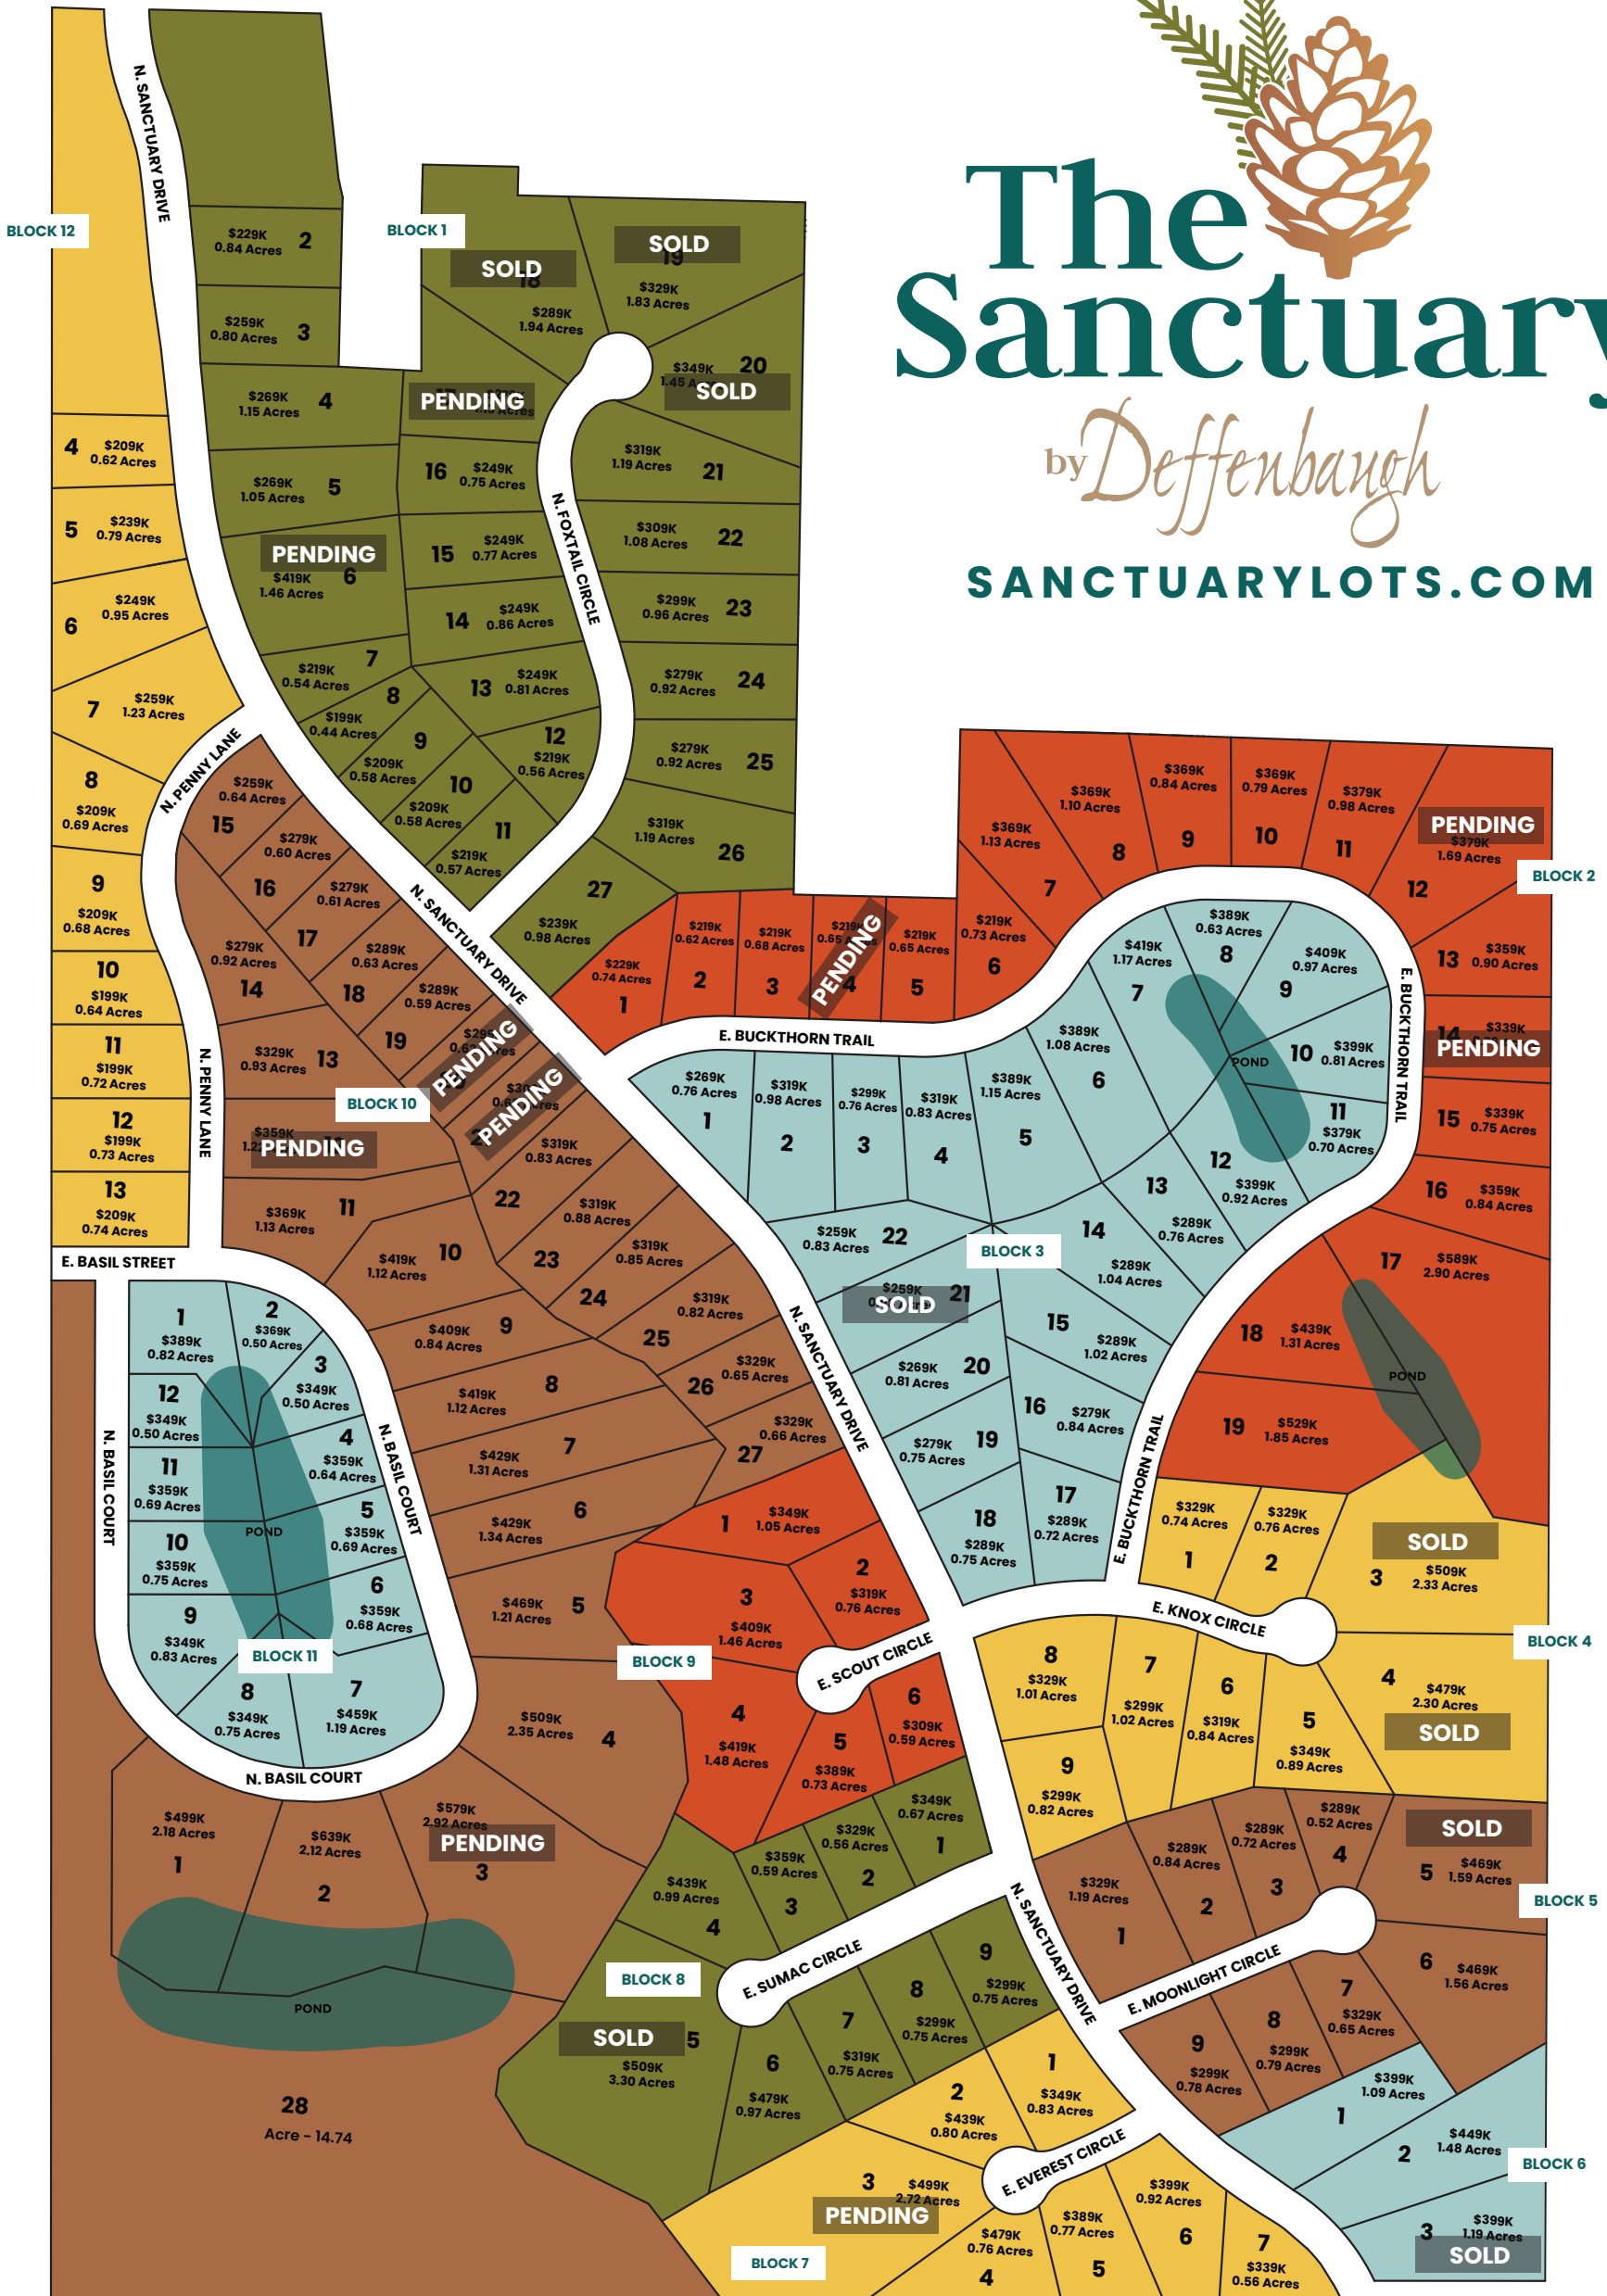 The
Sanctuary
by Deffenbaugh
SANCTUARYLOTS.COM
BLOCK 12
N. SANCTUARY DRIVE
4 $209K
0.62 Acres
5 $239K
0.79 Acres
6 $249K
0.95 Acres
7 $259K
1.23 Acres
8
$209K
0.69 Acres
9
$209K
0.68 Acres
10
$199K
0.64 Acres
11
$199K
0.72 Acres
12
$199K
0.73 Acres
13
$209K
0.74 Acres
N. PENNY LANE
N. PENNY LANE
E. BASIL STREET
BLOCK 1
$229K 2
0.84 Acres
$259K 3
0.80 Acres
$269K 4
1.15 Acres
$269K 5
1.05 Acres
PENDING
$419K 6
1.46 Acres
7
$219K
0.54 Acres
8
$199K
0.44 Acres
9
$209K
0.58 Acres
10
$209K
0.58 Acres
11
$219K
0.57 Acres
12
$219K
0.56 Acres
13 $249K
0.81 Acres
14 $249K
0.86 Acres
15 $249K
0.77 Acres
16 $249K
0.75 Acres
PENDING
SOLD
18
$289K
1.94 Acres
SOLD
19
$329K
1.83 Acres
$349K 20
1.45
SOLD
$319K 21
1.19 Acres
$309K 22
1.08 Acres
$299K 23
0.96 Acres
$279K 24
0.92 Acres
$279K 25
0.92 Acres
$319K 26
1.19 Acres
27
$239K
0.98 Acres
N. FOXTAIL CIRCLE
N. SANCTUARY DRIVE
BLOCK 2
$229K
0.74 Acres
1
$219K
0.62 Acres
2
$219K
0.68 Acres
3
$219K
0.65
PENDING
4
$219K
0.65 Acres
5
$219K
0.73 Acres
6
$369K
1.13 Acres
7
$369K
1.10 Acres
8
$369K
0.84 Acres
9
$369K
0.79 Acres
10
$379K
0.98 Acres
11
PENDING
$379K
1.69 Acres
12
13 $359K
0.90 Acres
14 $339K
PENDING
15 $339K
0.75 Acres
16 $359K
0.84 Acres
17 $589K
2.90 Acres
18 $439K
1.31 Acres
POND
19 $529K
1.85 Acres
E. BUCKTHORN TRAIL
E. BUCKTHORN TRAIL
E. BUCKTHORN TRAIL
BLOCK 3
$269K
0.76 Acres
1
$319K
0.98 Acres
2
$299K
0.76 Acres
3
$319K
0.83 Acres
4
$389K
1.15 Acres
5
$389K
1.08 Acres
6
$419K
1.17 Acres
7
$389K
0.63 Acres
8
$409K
0.97 Acres
9
POND
10 $399K
0.81 Acres
11
$379K
0.70 Acres
12
$399K
0.92 Acres
13
$289K
0.76 Acres
14
$289K
1.04 Acres
15
$289K
1.02 Acres
16 $279K
0.84 Acres
17
$289K
0.72 Acres
18
$289K
0.75 Acres
$279K 19
0.75 Acres
$269K 20
0.81 Acres
$259K 21
SOLD
$259K 22
0.83 Acres
N. SANCTUARY DRIVE
BLOCK 10
$259K
0.64 Acres
15
$279K
0.60 Acres
16
$279K
0.61 Acres
17
$289K
0.63 Acres
18
$289K
0.59 Acres
19
PENDING
PENDING
$279K
0.92 Acres
14
$329K 13
0.93 Acres
$359K
PENDING
11
$369K
1.13 Acres
$419K 10
1.12 Acres
$409K 9
0.84 Acres
$419K 8
1.12 Acres
$429K 7
1.31 Acres
$429K 6
1.34 Acres
$469K 5
1.21 Acres
$509K 4
2.35 Acres
$579K
2.92 Acres
PENDING
3
$639K
2.12 Acres
2
$499K
2.18 Acres
1
POND
28
Acre - 14.74
$319K
0.83 Acres
22
$319K
0.88 Acres
23
$319K
0.85 Acres
24
$319K
0.82 Acres
25
$329K
0.65 Acres
26
$329K
0.66 Acres
27
BLOCK 11
1
$389K
0.82 Acres
2
$369K
0.50 Acres
3
$349K
0.50 Acres
4
$359K
0.64 Acres
5
$359K
0.69 Acres
6
$359K
0.68 Acres
7
$459K
1.19 Acres
8
$349K
0.75 Acres
9
$349K
0.83 Acres
10
$359K
0.75 Acres
11
$359K
0.69 Acres
12
$349K
0.50 Acres
POND
N. BASIL COURT
N. BASIL COURT
N. BASIL COURT
BLOCK 9
1 $349K
1.05 Acres
2
$319K
0.76 Acres
3
$409K
1.46 Acres
4
$419K
1.48 Acres
5
$389K
0.73 Acres
6
$309K
0.59 Acres
E. SCOUT CIRCLE
BLOCK 4
$329K
0.74 Acres
1
$329K
0.76 Acres
2
SOLD
3 $509K
2.33 Acres
4 $479K
2.30 Acres
SOLD
5
$349K
0.89 Acres
6
$319K
0.84 Acres
7
$299K
1.02 Acres
8
$329K
1.01 Acres
9
$299K
0.82 Acres
E. KNOX CIRCLE
BLOCK 8
$349K
0.67 Acres
1
$329K
0.56 Acres
2
$359K
0.59 Acres
3
$439K
0.99 Acres
4
SOLD 5
$509K
3.30 Acres
6
$479K
0.97 Acres
7
$319K
0.75 Acres
8
$299K
0.75 Acres
9
$299K
0.75 Acres
E. SUMAC CIRCLE
N. SANCTUARY DRIVE
BLOCK 5
$329K
1.19 Acres
1
$289K
0.84 Acres
2
$289K
0.72 Acres
3
$289K
0.52 Acres
4
SOLD
5 $469K
1.59 Acres
6 $469K
1.56 Acres
7
$329K
0.65 Acres
8
$299K
0.79 Acres
9
$299K
0.78 Acres
E. MOONLIGHT CIRCLE
BLOCK 6
$399K
1.09 Acres
1
2 $449K
1.48 Acres
3 $399K
1.19 Acres
SOLD
BLOCK 7
1
$349K
0.83 Acres
2
$439K
0.80 Acres
3 $499K
2.72 Acres
PENDING
$479K
0.76 Acres
4
$389K
0.77 Acres
5
$399K
0.92 Acres
6
7
$339K
0.56 Acres
E. EVEREST CIRCLE